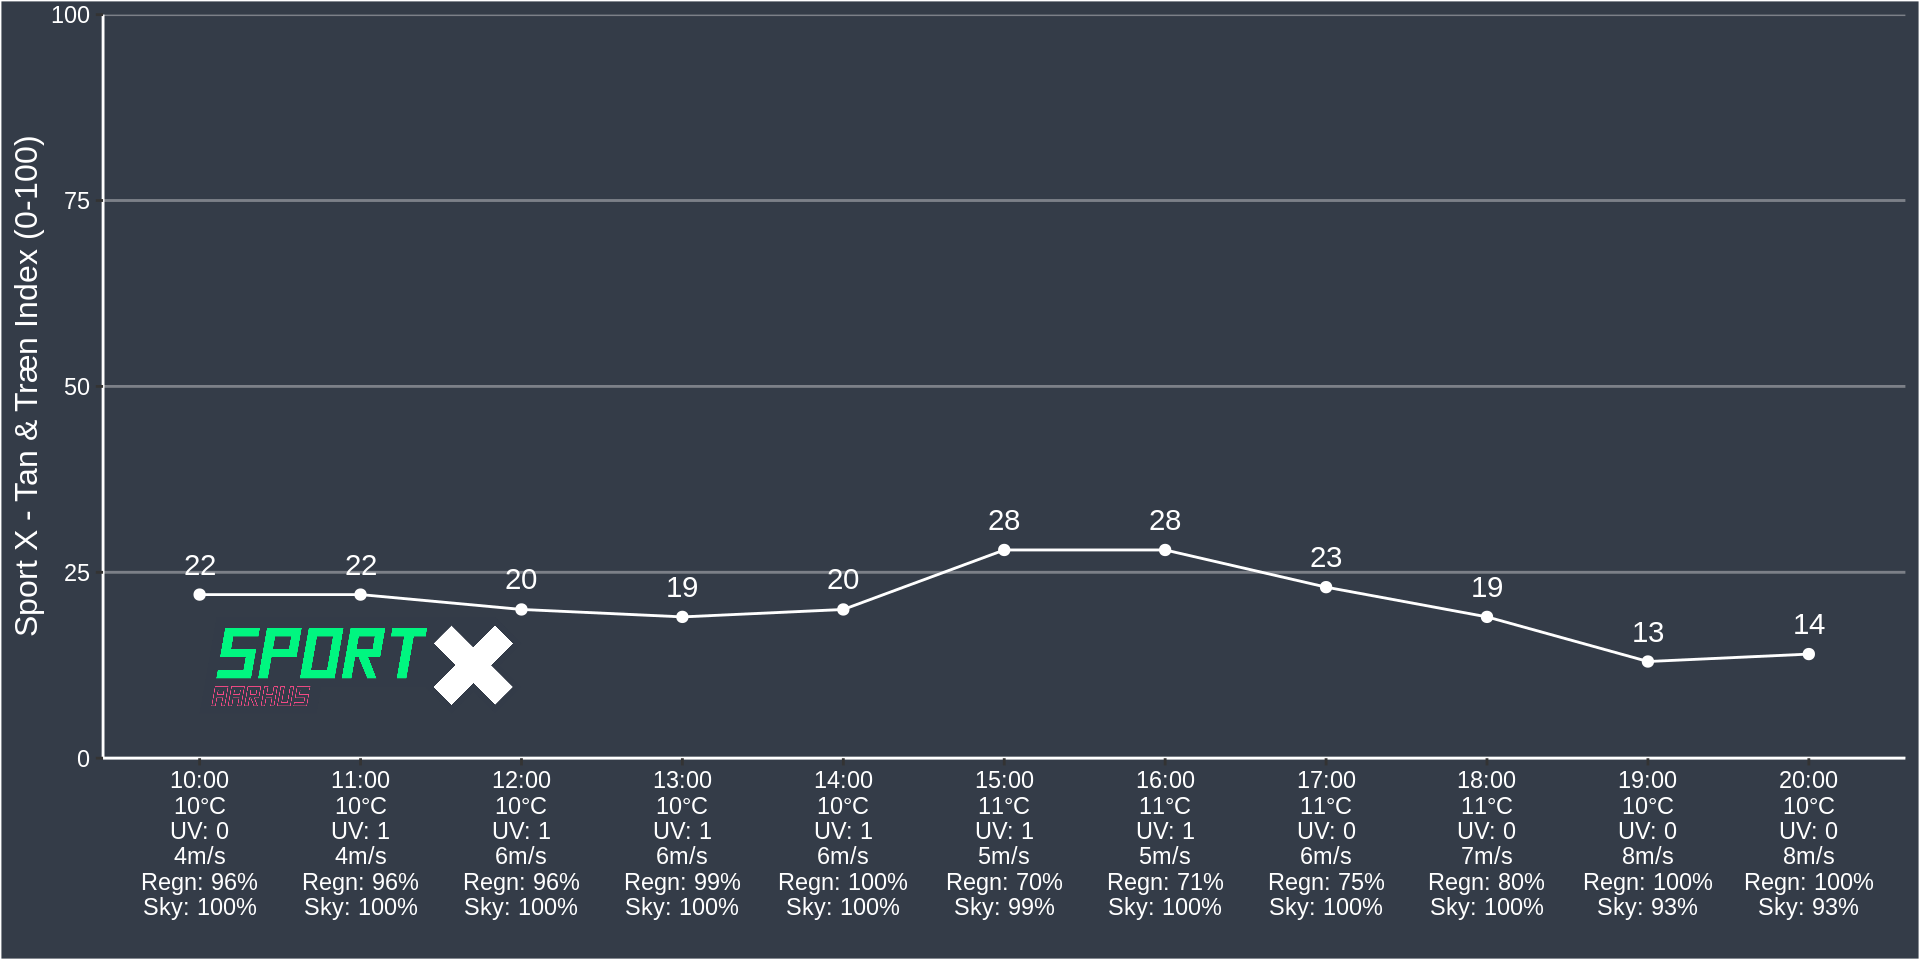 Sport X - Tan & Træn Index (0-100)
100
75
50
25
0
22
22
20
19
20
28
28
23
19
13
14
SPORT X
AARHUS
10:00 11:00 12:00 13:00 14:00 15:00 16:00 17:00 18:00 19:00 20:00
10°C 10°C 10°C 10°C 10°C 11°C 11°C 11°C 11°C 10°C 10°C
UV: 0 UV: 1 UV: 1 UV: 1 UV: 1 UV: 1 UV: 1 UV: 0 UV: 0 UV: 0 UV: 0
4m/s 4m/s 6m/s 6m/s 6m/s 5m/s 5m/s 6m/s 7m/s 8m/s 8m/s
Regn: 96% Regn: 96% Regn: 96% Regn: 99% Regn: 100% Regn: 70% Regn: 71% Regn: 75% Regn: 80% Regn: 100% Regn: 100%
Sky: 100% Sky: 100% Sky: 100% Sky: 100% Sky: 100% Sky: 99% Sky: 100% Sky: 100% Sky: 100% Sky: 93% Sky: 93%